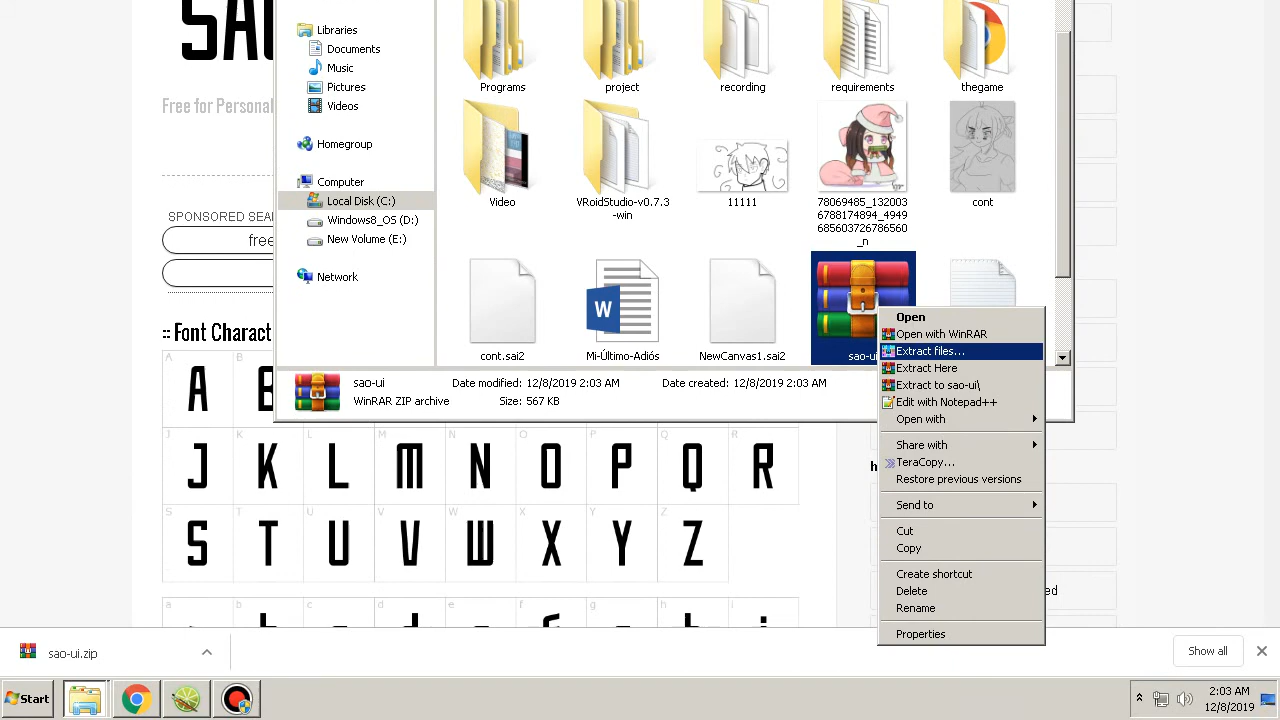 SAO
Free for Personal
SPONSORED SEA
free
:: Font Charact
A
B
A
B
J
K
L
M
N
O
P
Q
R
J
K
L
M
N
O
P
Q
R
S
T
U
V
W
X
Y
Z
S
T
U
V
W
X
Y
Z
a
b
c
d
e
f
g
h
i
Libraries
Documents
Music
Pictures
Videos
Homegroup
Computer
Local Disk (C:)
Windows8_OS (D:)
New Volume (E:)
Network
Programs
project
recording
requirements
thegame
Video
VRoidStudio-v0.7.3
-win
11111
78069485_132003
6788174894_4949
685603726786560
_n
cont
cont.sai2
Mi-Último-Adiós
NewCanvas1.sai2
sao-ui
sao-ui
Date modified: 12/8/2019 2:03 AM
Date created: 12/8/2019 2:03 AM
WinRAR ZIP archive
Size: 567 KB
Open
Open with WinRAR
Extract files...
Extract Here
Extract to sao-ui\
Edit with Notepad++
Open with
Share with
TeraCopy...
Restore previous versions
Send to
Cut
Copy
Create shortcut
Delete
Rename
Properties
h
ed
sao-ui.zip
Show all
Start
2:03 AM
12/8/2019